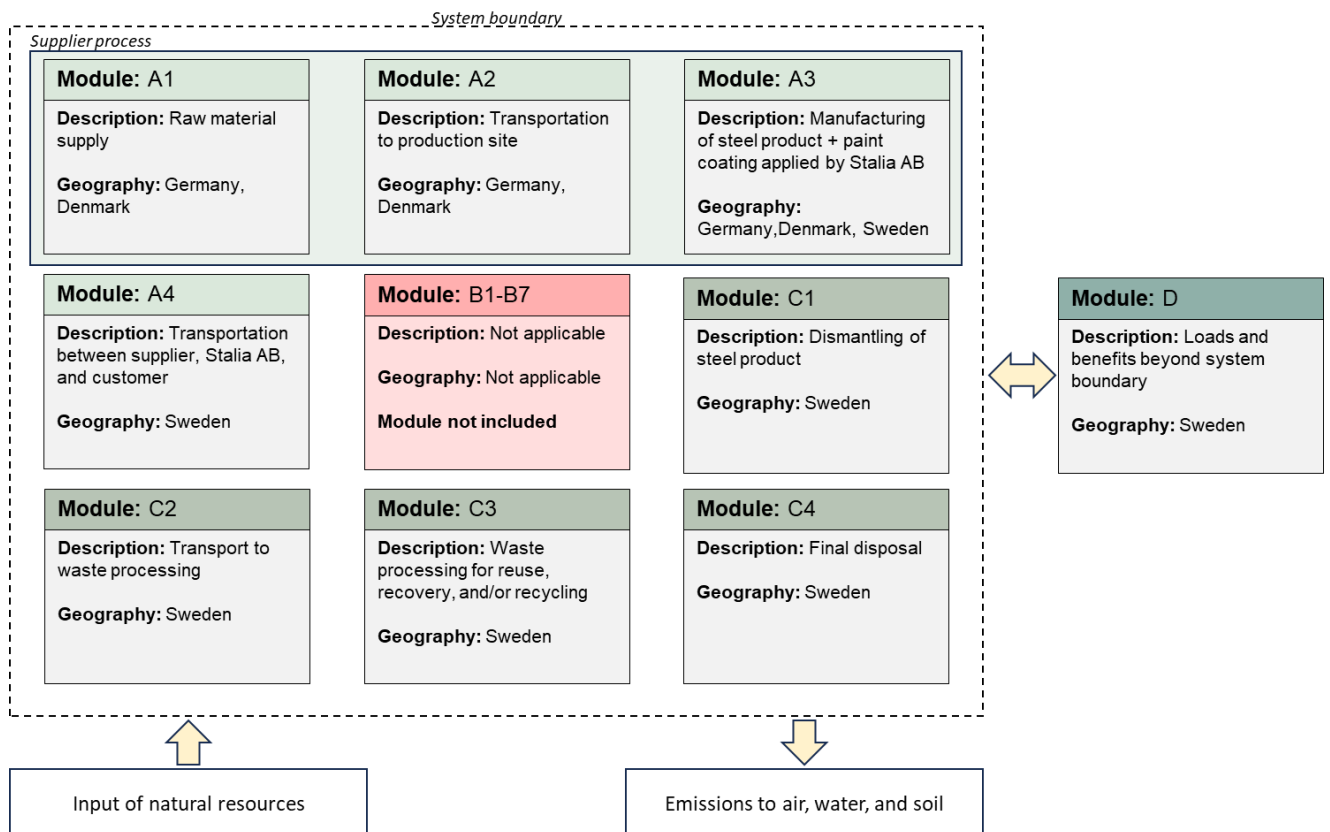 System boundary
Supplier process
Module: A1
Description: Raw material
supply
Geography: Germany,
Denmark
Module: A2
Description: Transportation
to production site
Geography: Germany,
Denmark
Module: A3
Description: Manufacturing
of steel product + paint
coating applied by Stalia AB
Geography:
Germany,Denmark, Sweden
Module: A4
Description: Transportation
between supplier, Stalia AB,
and customer
Geography: Sweden
Module: B1-B7
Description: Not applicable
Geography: Not applicable
Module not included
Module: C1
Description: Dismantling of
steel product
Geography: Sweden
Module: D
Description: Loads and
benefits beyond system
boundary
Geography: Sweden
Module: C2
Description: Transport to
waste processing
Geography: Sweden
Module: C3
Description: Waste
processing for reuse,
recovery, and/or recycling
Geography: Sweden
Module: C4
Description: Final disposal
Geography: Sweden
Input of natural resources
Emissions to air, water, and soil